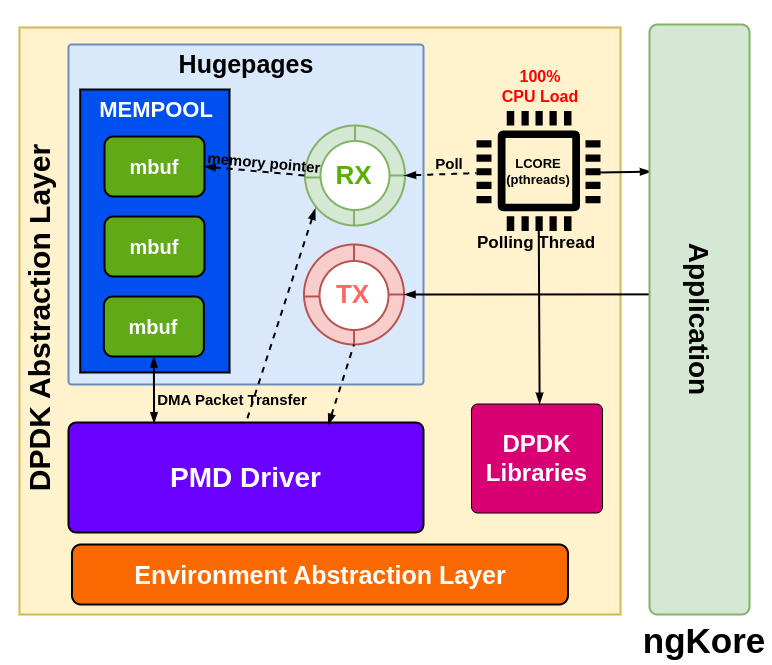 DPDK Abstraction Layer
Hugepages
MEMPOOL
mbuf
mbuf
mbuf
memory pointer
RX
TX
Poll
100%
CPU Load
LCORE
(pthreads)
Polling Thread
DMA Packet Transfer
PMD Driver
DPDK
Libraries
Environment Abstraction Layer
Application
ngKore